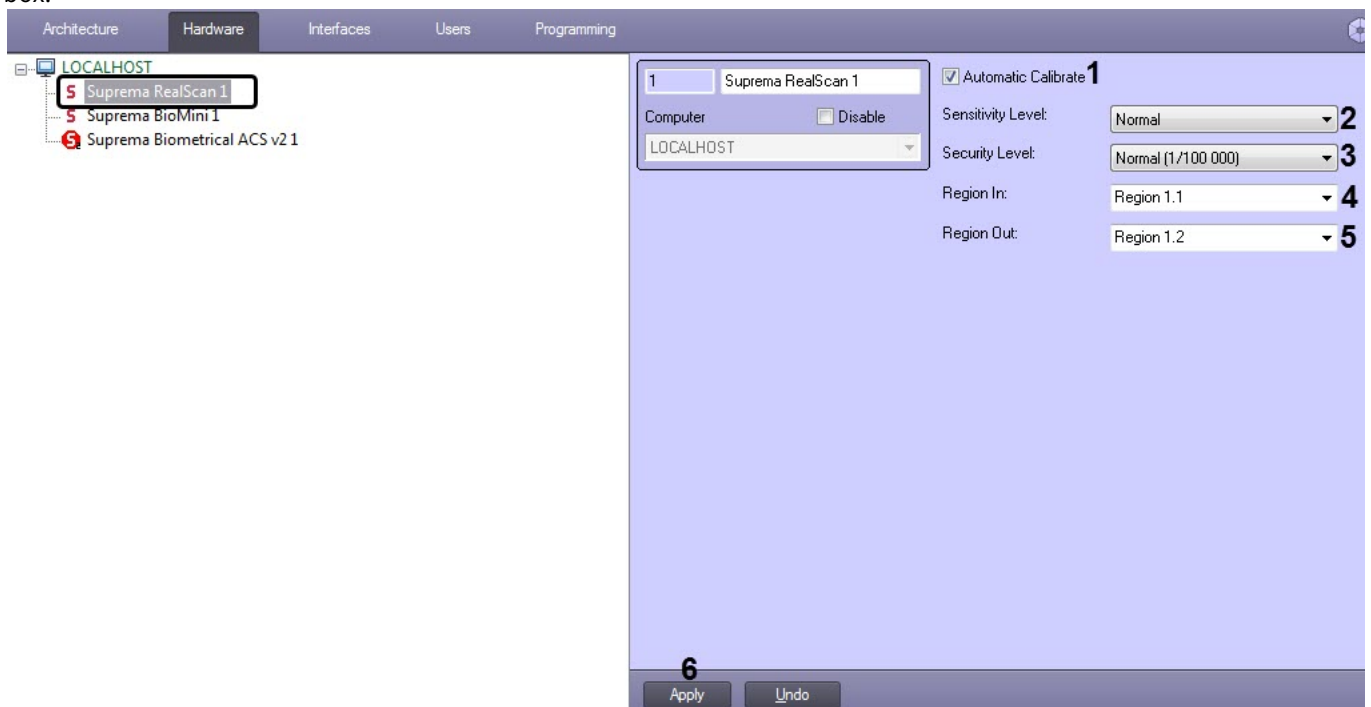 box.
Architecture Hardware Interfaces Users Programming
LOCALHOST
S Suprema RealScan 1
S Suprema BioMini 1
S Suprema Biometrical ACS v2 1
1 Suprema RealScan 1
Computer Disable
LOCALHOST
Automatic Calibrate 1
Sensitivity Level: Normal 2
Security Level: Normal (1/100 000) 3
Region In: Region 1.1 4
Region Out: Region 1.2 5
6
Apply Undo